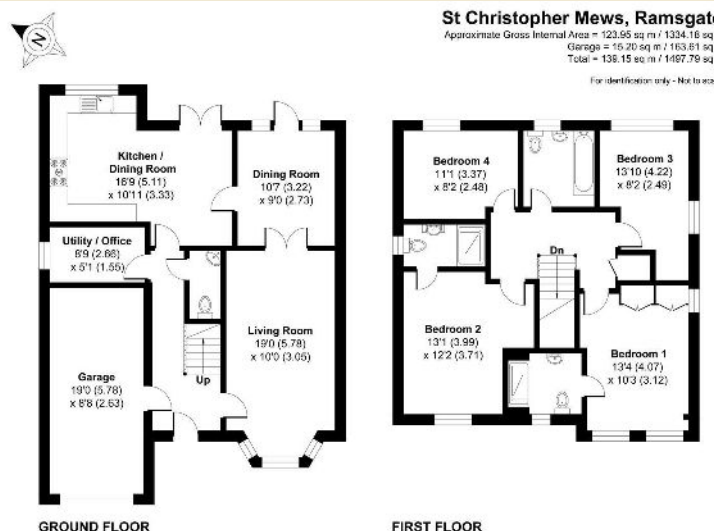 St Christopher Mews, Ramsgat
Approximate Gross Internal Area = 123.95 sq m / 1334.18 sq
Garage = 15.20 sq m / 163.61 sq
Total = 139.15 sq m / 1497.79 sq
For identification only - Not to sca
N
Kitchen /
Dining Room
16'9 (5.11)
x 10'11 (3.33)
Dining Room
10'7 (3.22)
x 9'0 (2.73)
Utility / Office
8'9 (2.66)
x 5'1 (1.55)
Living Room
19'0 (5.78)
x 10'0 (3.05)
Garage
19'0 (5.78)
x 8'8 (2.63)
Up
GROUND FLOOR
Bedroom 4
11'1 (3.37)
x 8'2 (2.48)
Bedroom 3
13'10 (4.22)
x 8'2 (2.49)
Dn
Bedroom 2
13'1 (3.99)
x 12'2 (3.71)
Bedroom 1
13'4 (4.07)
x 10'3 (3.12)
FIRST FLOOR